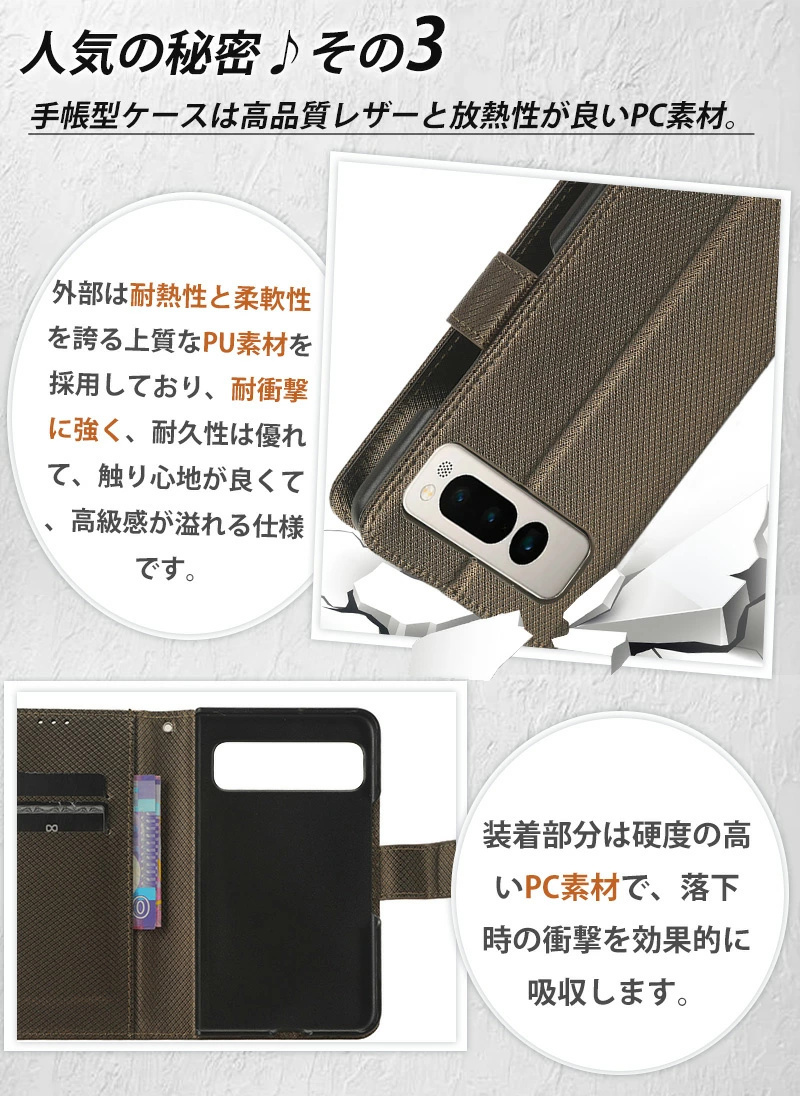 人気の秘密♪その3
手帳型ケースは高品質レザーと放熱性が良いPC素材。
外部は耐熱性と柔軟性
を誇る上質なPU素材を
採用しており、耐衝撃
に強く、耐久性は優れ
て、触り心地が良くて
、高級感が溢れる仕様
です。
装着部分は硬度の高
いPC素材で、落下
時の衝撃を効果的に
吸収します。